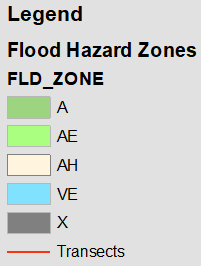 Legend
Flood Hazard Zones
FLD_ZONE
A
AE
AH
VE
X
Transects